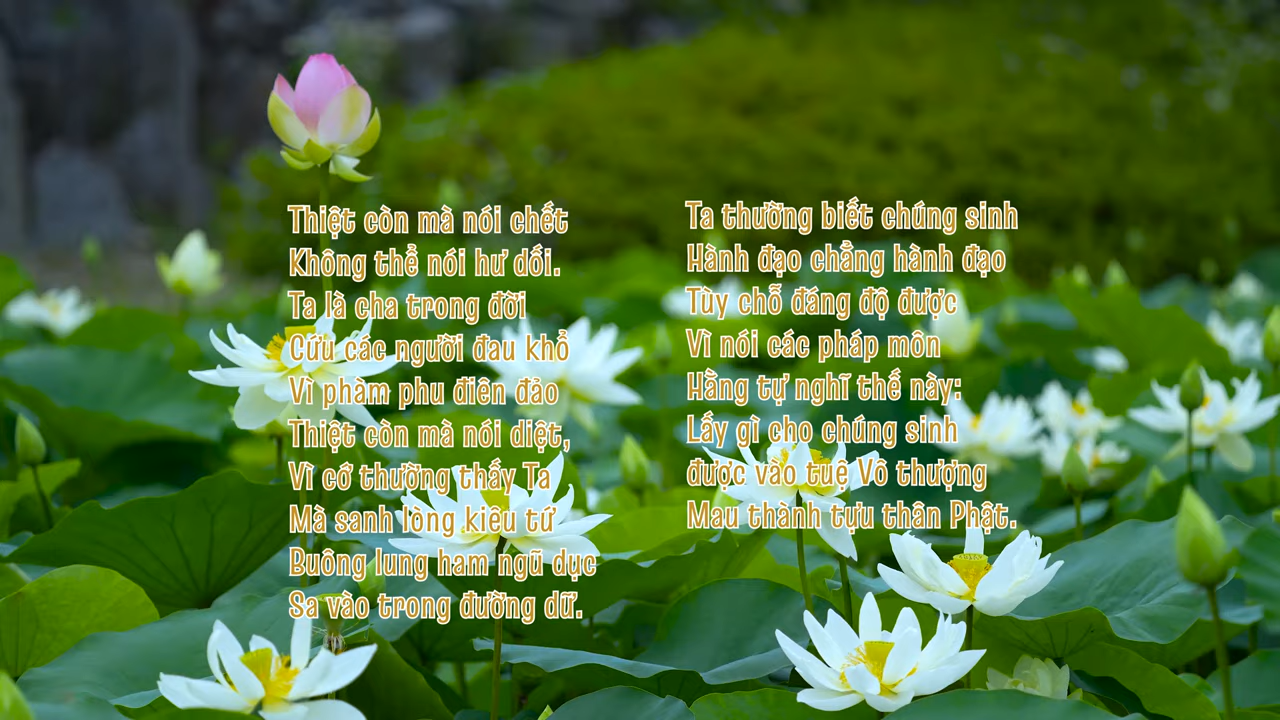 Thiệt còn mà nói chết
Không thể nói hư dối.
Ta là cha trong đời
Cứu các người đau khổ
Vì phàm phu điên đảo
Thiệt còn mà nói diệt,
Vì cớ thường thấy Ta
Mà sanh lòng kiêu tứ
Buông lung ham ngũ dục
Sa vào trong đường dữ.
Ta thường biết chúng sinh
Hành đạo chẳng hành đạo
Tùy chỗ đáng độ được
Vì nói các pháp môn
Hằng tự nghĩ thế này:
Lấy gì cho chúng sinh
được vào tuệ Vô thượng
Mau thành tựu thân Phật.